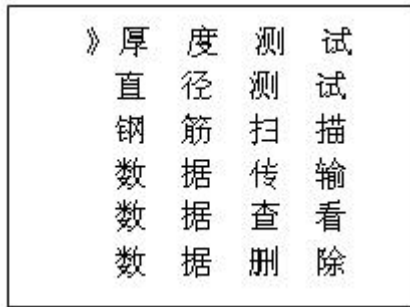 》厚 度 测 试
直 径 测 试
钢 筋 扫 描
数 据 传 输
数 据 查 看
数 据 删 除